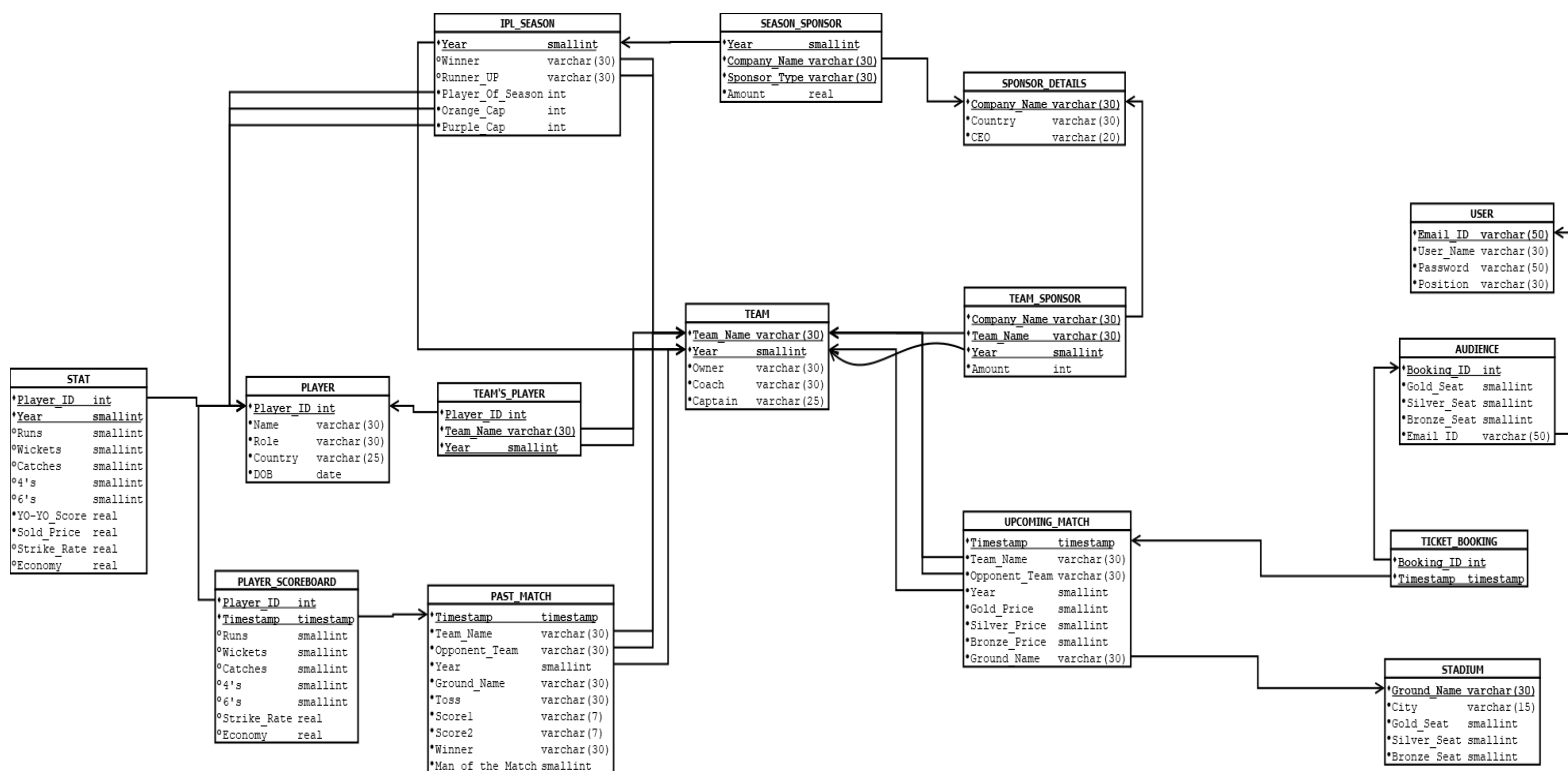 IPL_SEASON
Year smallint
Winner varchar(30)
Runner_UP varchar(30)
Player_Of_Season int
Orange_Cap int
Purple_Cap int
SEASON_SPONSOR
Year smallint
Company_Name varchar(30)
Sponsor_Type varchar(30)
Amount real
SPONSOR_DETAILS
Company_Name varchar(30)
Country varchar(30)
CEO varchar(20)
USER
Email_ID varchar(50)
User_Name varchar(30)
Password varchar(50)
Position varchar(30)
TEAM
Team_Name varchar(30)
Year smallint
Owner varchar(30)
Coach varchar(30)
Captain varchar(25)
TEAM_SPONSOR
Company_Name varchar(30)
Team_Name varchar(30)
Year smallint
Amount int
AUDIENCE
Booking_ID int
Gold_Seat smallint
Silver_Seat smallint
Bronze_Seat smallint
Email_ID varchar(50)
STAT
Player_ID int
Year smallint
Runs smallint
Wickets smallint
Catches smallint
4's smallint
6's smallint
YO-YO_Score real
Sold_Price real
Strike_Rate real
Economy real
PLAYER
Player_ID int
Name varchar(30)
Role varchar(30)
Country varchar(25)
DOB date
TEAM'S_PLAYER
Player_ID int
Team_Name varchar(30)
Year smallint
UPCOMING_MATCH
Timestamp timestamp
Team_Name varchar(30)
Opponent_Team varchar(30)
Year smallint
Gold_Price smallint
Silver_Price smallint
Bronze_Price smallint
Ground_Name varchar(30)
TICKET_BOOKING
Booking_ID int
Timestamp timestamp
PLAYER_SCOREBOARD
Player_ID int
Timestamp timestamp
Runs smallint
Wickets smallint
Catches smallint
4's smallint
6's smallint
Strike_Rate real
Economy real
PAST_MATCH
Timestamp timestamp
Team_Name varchar(30)
Opponent_Team varchar(30)
Year smallint
Ground_Name varchar(30)
Toss varchar(30)
Score1 varchar(7)
Score2 varchar(7)
Winner varchar(30)
Man_of_the_Match smallint
STADIUM
Ground_Name varchar(30)
City varchar(15)
Gold_Seat smallint
Silver_Seat smallint
Bronze_Seat smallint